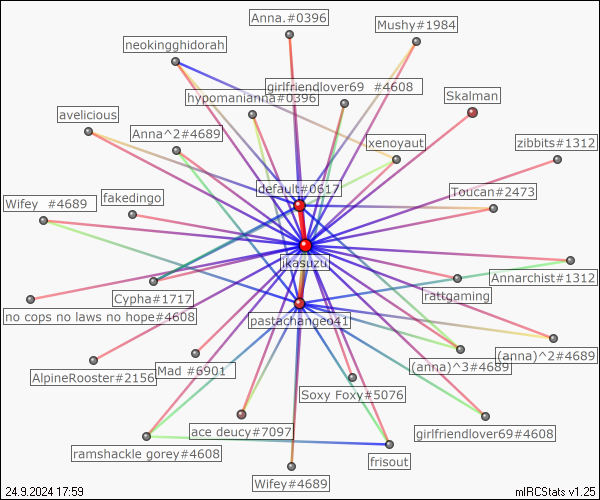 Anna.#0396
Mushy#1984
neokingghidorah
girlfriendlover69  #4608
hypomanianna#0396
Skalman
avelicious
Anna^2#4689
xenoyaut
zibbits#1312
default#0617
Toucan#2473
fakedingo
Wifey  #4689
jkasuzu
Annarchist#1312
Cypha#1717
rattgaming
no cops no laws no hope#4608
pastachangeo41
(anna)^2#4689
(anna)^3#4689
Mad #6901
AlpineRooster#2156
Soxy Foxy#5076
ace deucy#7097
girlfriendlover69#4608
ramshackle gorey#4608
frisout
Wifey#4689
24.9.2024 17:59
mIRCStats v1.25